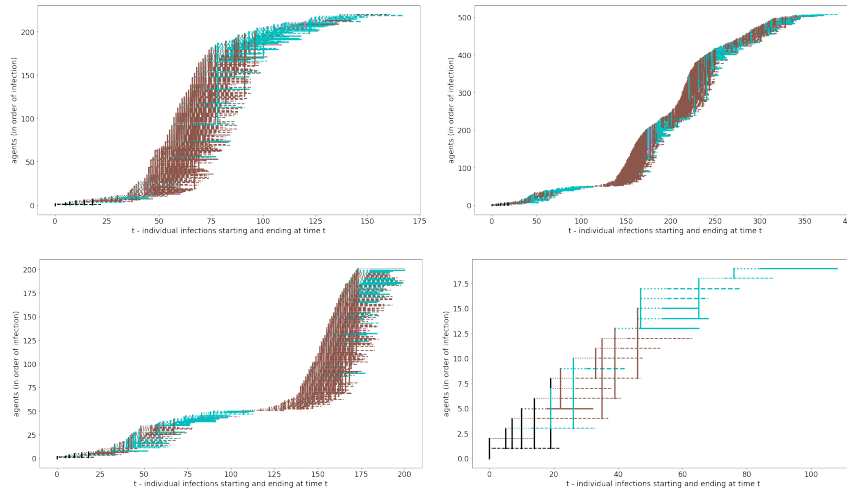 200
150
100
50
0
agents (in order of infection)
0 25 50 75 100 125 150 175
t - individual infections starting and ending at time t
500
400
300
200
100
0
agents (in order of infection)
0 50 100 150 200 250 300 350
t - individual infections starting and ending at time t
200
175
150
125
100
75
50
25
0
agents (in order of infection)
0 25 50 75 100 125 150 175 200
t - individual infections starting and ending at time t
17.5
15.0
12.5
10.0
7.5
5.0
2.5
0.0
agents (in order of infection)
0 20 40 60 80 100
t - individual infections starting and ending at time t